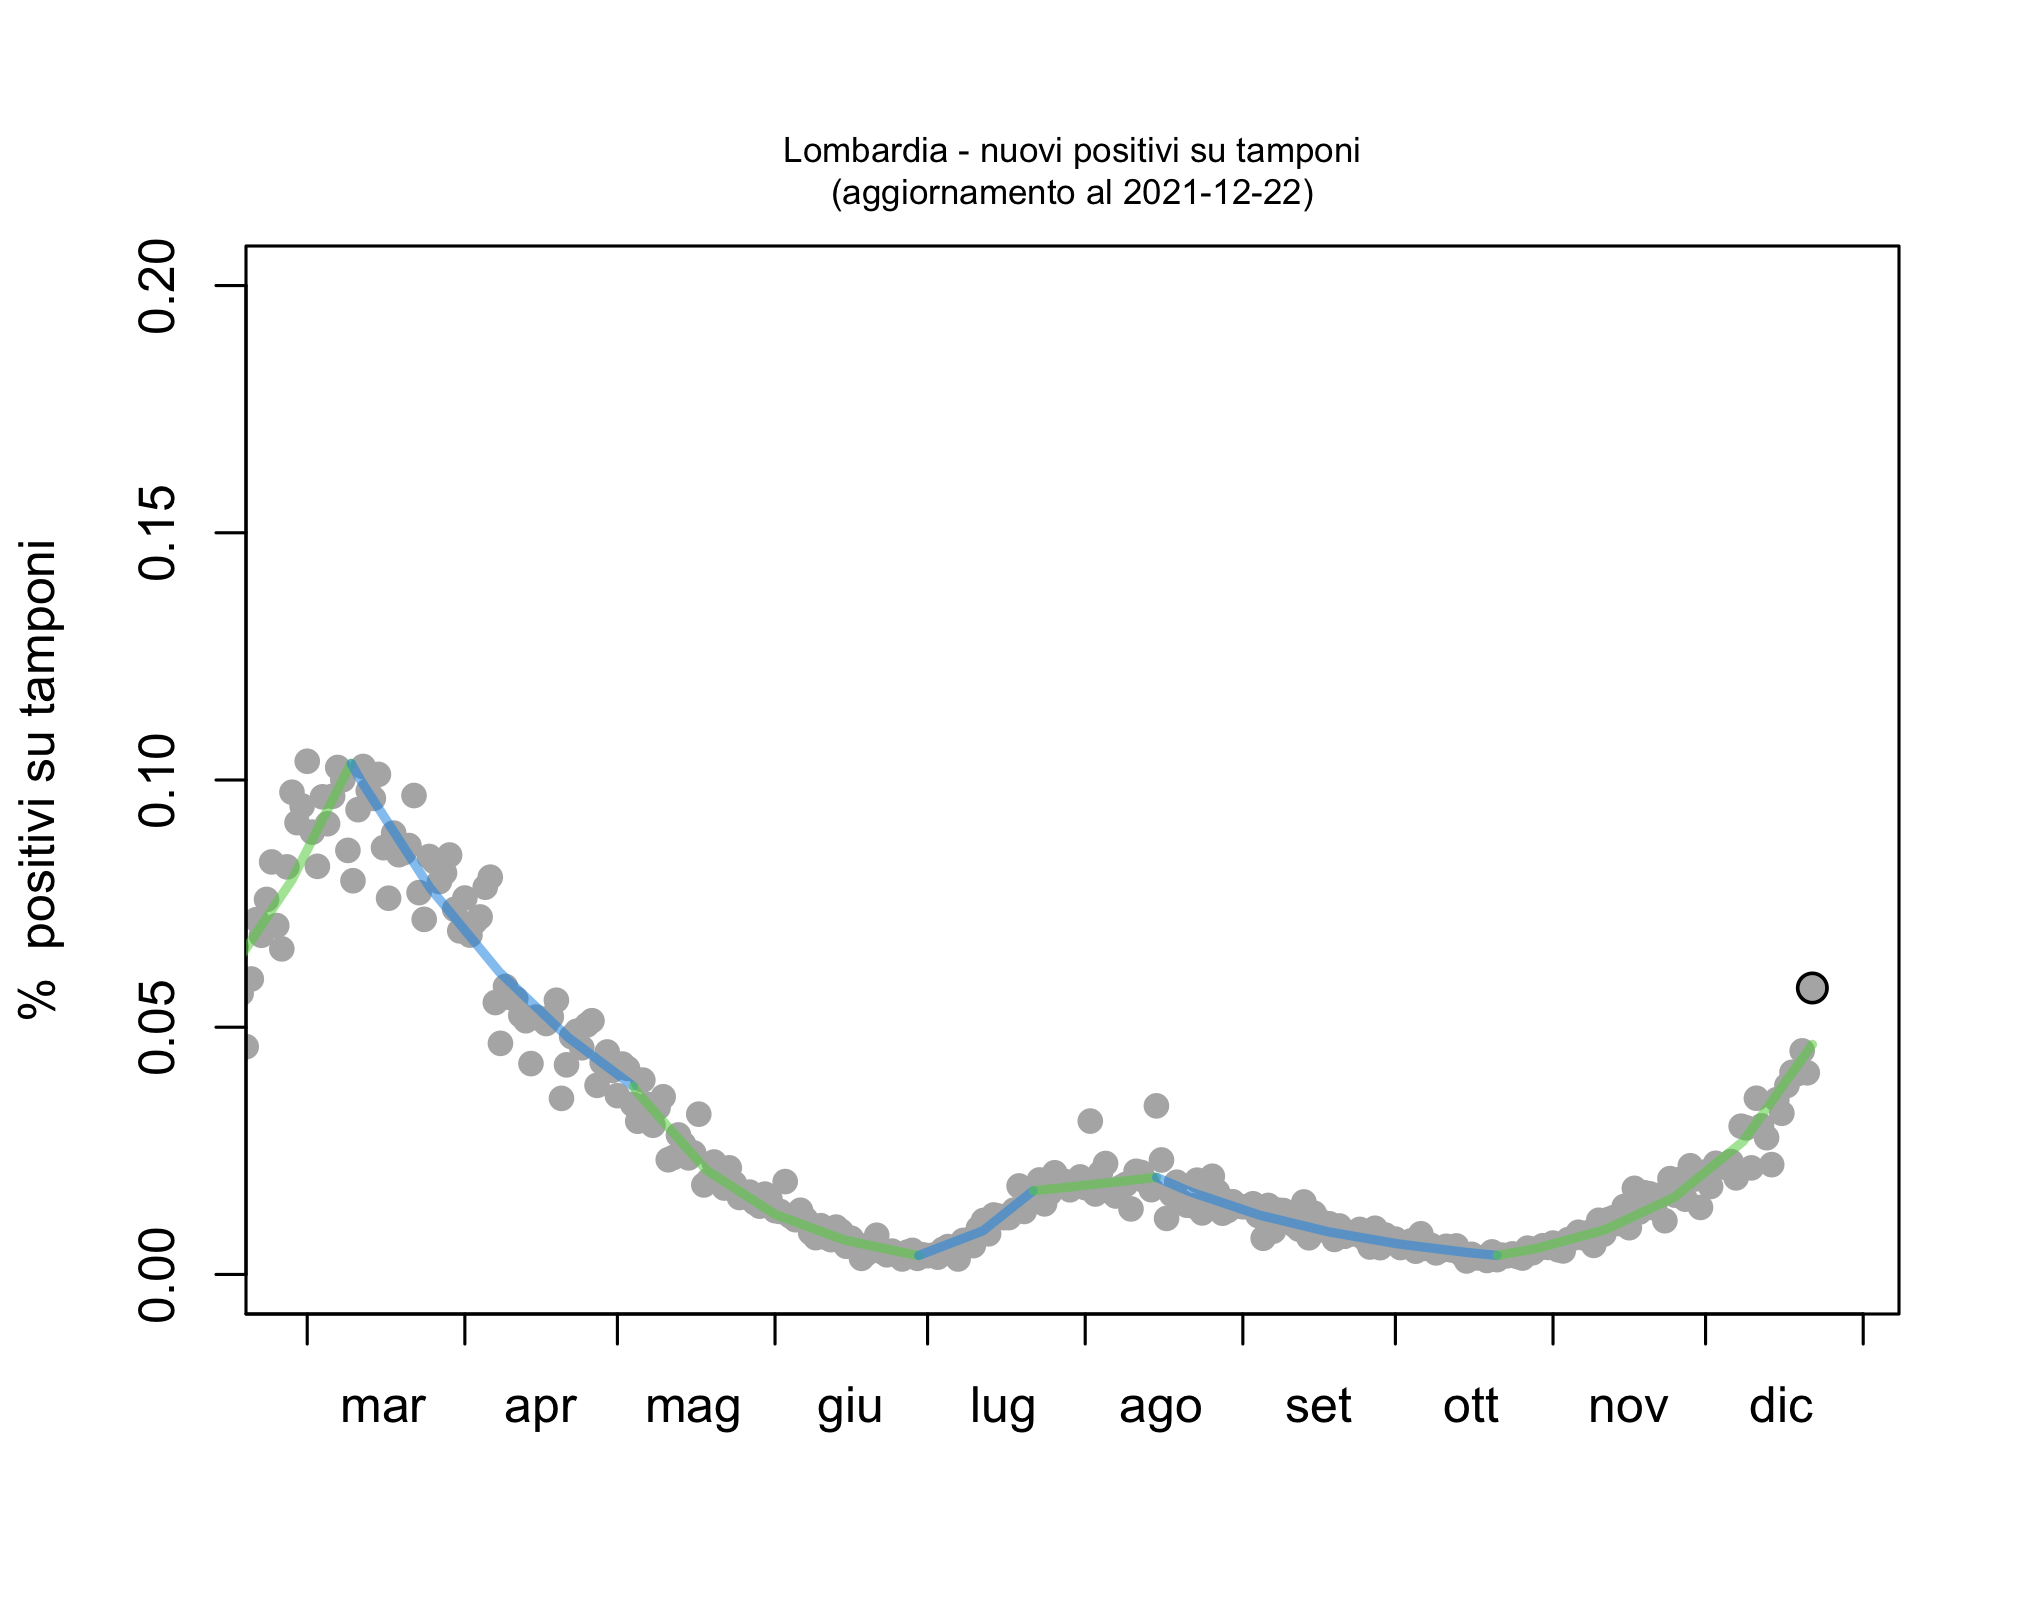 Lombardia - nuovi positivi su tamponi
(aggiornamento al 2021-12-22)
% positivi su tamponi
0.20
0.15
0.10
0.05
0.00
mar apr mag giu lug ago set ott nov dic